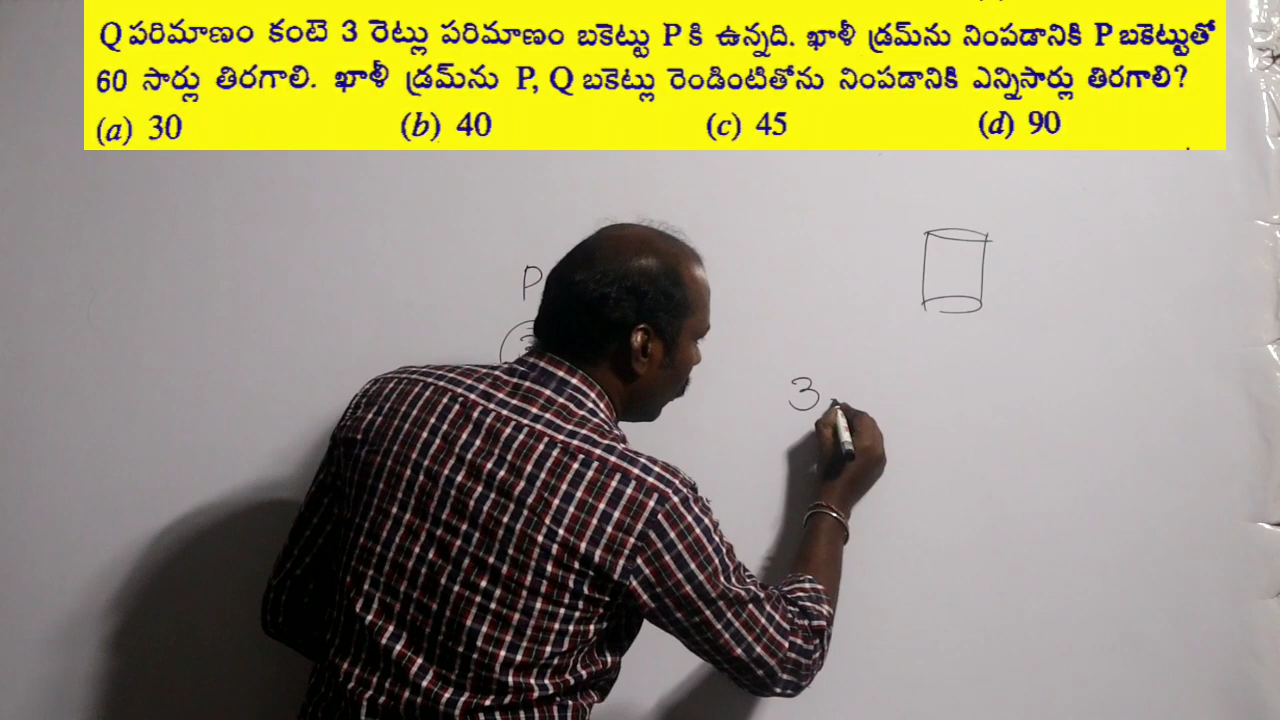 Q పరిమాణం కంటె 3 రెట్లు పరిమాణం బకెట్టు P కి ఉన్నది. ఖాళీ డ్రమ్‌ను నింపడానికి P బకెట్టుతో
60 సార్లు తిరగాలి. ఖాళీ డ్రమ్‌ను P, Q బకెట్లు రెండింటితోను నింపడానికి ఎన్నిసార్లు తిరగాలి?
(a) 30 (b) 40 (c) 45 (d) 90
P
3